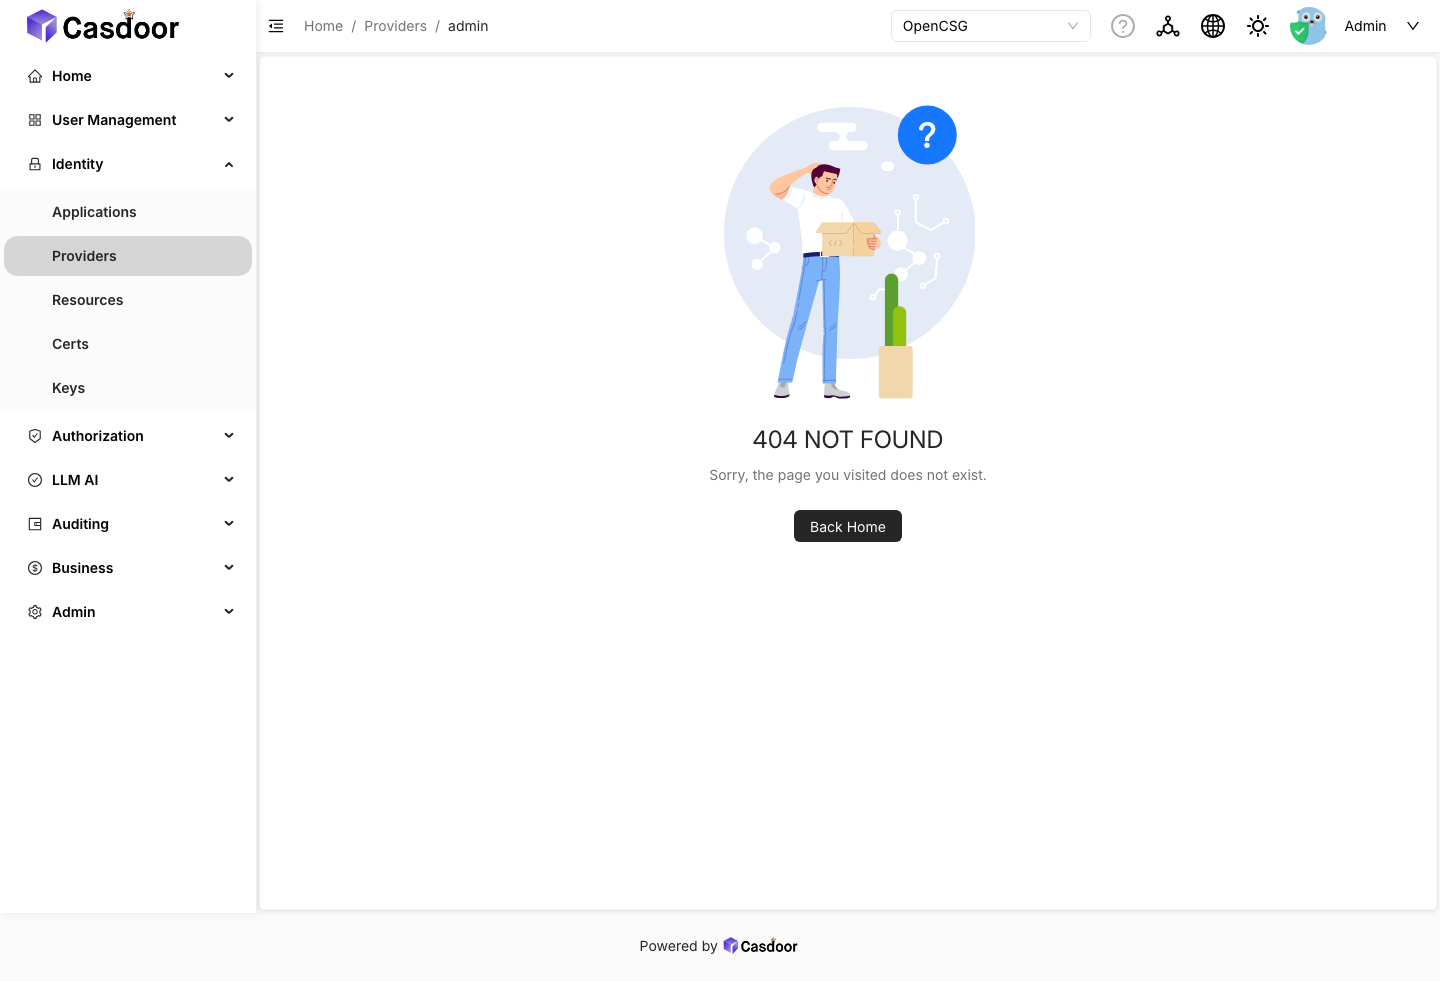 Casdoor
Home / Providers / admin
OpenCSG
Admin
Home
User Management
Identity
Applications
Providers
Resources
Certs
Keys
Authorization
LLM AI
Auditing
Business
Admin
?
</>
404 NOT FOUND
Sorry, the page you visited does not exist.
Back Home
Powered by Casdoor